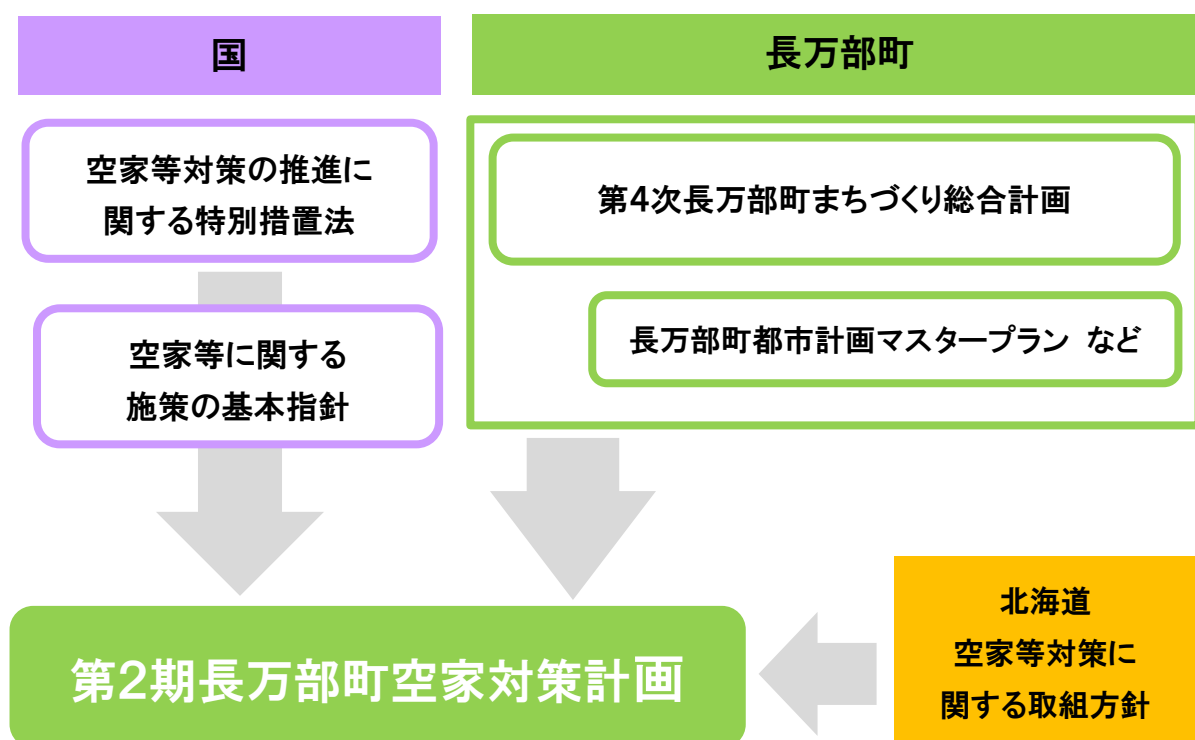 国
長万部町
空家等対策の推進に
関する特別措置法
第4次長万部町まちづくり総合計画
空家等に関する
施策の基本指針
長万部町都市計画マスタープラン など
第2期長万部町空家対策計画
北海道
空家等対策に
関する取組方針